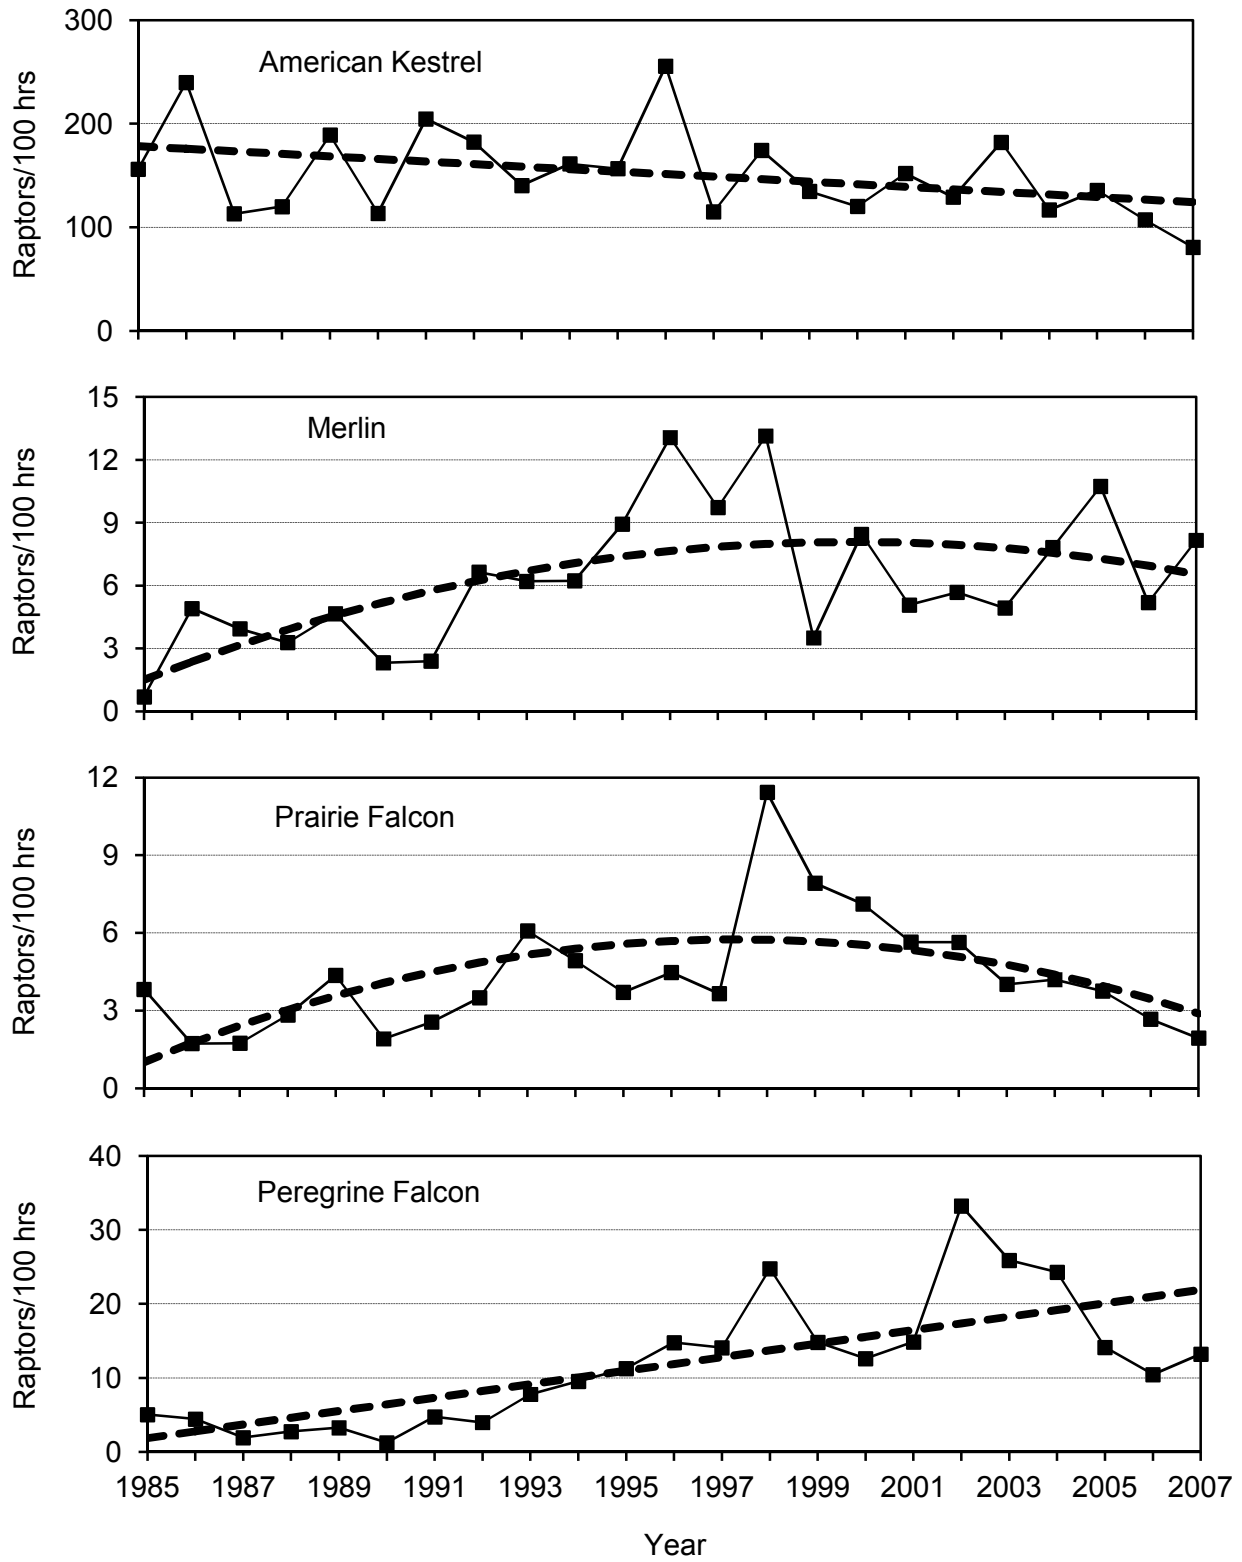 300
American Kestrel
200
100
0
Raptors/100 hrs
15
Merlin
12
9
6
3
0
Raptors/100 hrs
12
Prairie Falcon
9
6
3
0
Raptors/100 hrs
40
Peregrine Falcon
30
20
10
0
Raptors/100 hrs
1985 1987 1989 1991 1993 1995 1997 1999 2001 2003 2005 2007
Year